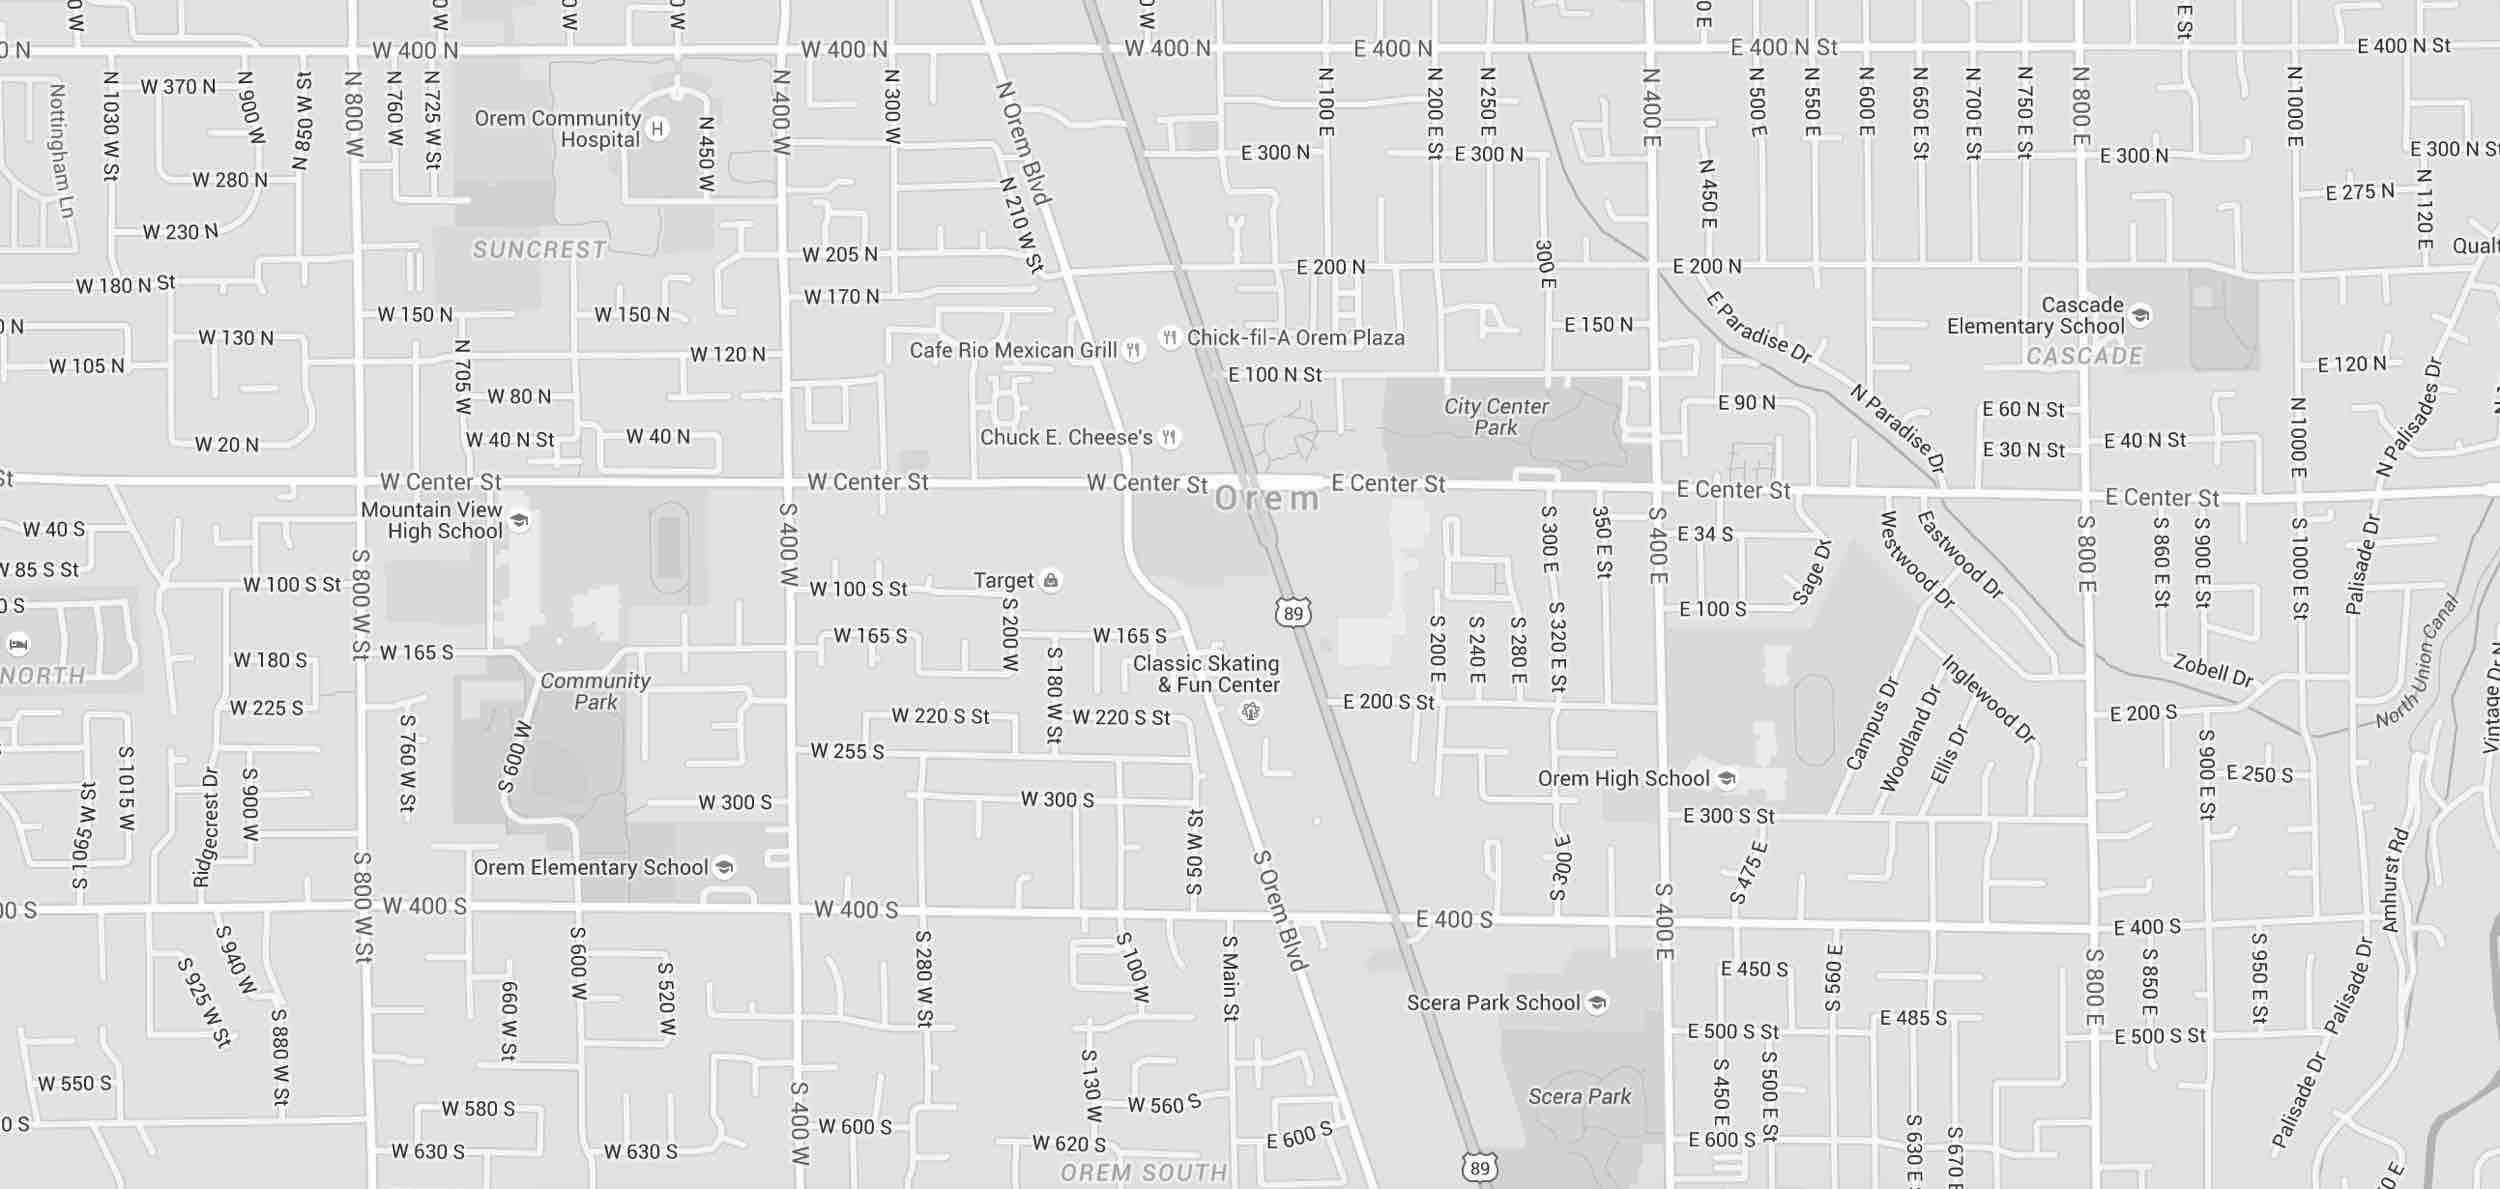 W 400 N
W 400 N
W 400 N
E 400 N
E 400 N St
E 400 N St
Nottingham Ln
N 1030 W St
W 370 N
N 900 W
N 850 W St
N 800 W
N 760 W
N 725 W St
Orem Community
Hospital
H
N 450 W
N 400 W
N 300 W
N Orem Blvd
N 210 W St
N 100 E
N 200 E St
N 250 E
N 400 E
N 450 E
N 500 E
N 550 E
N 600 E
N 650 E St
N 700 E St
N 750 E St
N 800 E
N 1000 E
N 1120 E
E St
E 300 N
E 300 N
E 300 N
E 300 N St
W 280 N
W 230 N
SUNCREST
W 205 N
E 275 N
300 E
E 200 N
E 200 N
W 180 N St
W 170 N
W 150 N
W 150 N
W 130 N
W 120 N
W 105 N
N 705 W
W 80 N
W 40 N St
W 40 N
W 20 N
Cafe Rio Mexican Grill
Chick-fil-A Orem Plaza
Chuck E. Cheese's
E 150 N
E 100 N St
City Center
Park
E Paradise Dr
N Paradise Dr
Cascade
Elementary School
CASCADE
E 120 N
E 90 N
E 60 N St
E 30 N St
E 40 N St
N 1000 E
N Palisades Dr
W Center St
W Center St
W Center St
Orem
E Center St
E Center St
E Center St
Mountain View
High School
W 40 S
W 85 S St
W 100 S St
S 800 W St
S 400 W
W 100 S St
Target
S 200 W
W 165 S
W 165 S
W 165 S
89
S 300 E
350 E St
S 400 E
E 34 S
Sage Dr
E 100 S
Westwood Dr
Eastwood Dr
S 800 E
S 860 E St
S 900 E St
S 1000 E St
Palisade Dr
North Union Canal
Vintage Dr N
NORTH
W 180 S
W 225 S
Community
Park
S 180 W St
Classic Skating
& Fun Center
S 200 E
S 240 E
S 280 E
S 320 E St
E 200 S St
Inglewood Dr
Campus Dr
Woodland Dr
Ellis Dr
Zobell Dr
E 200 S
W 220 S St
W 220 S St
W 255 S
S 760 W St
S 600 W
W 300 S
W 300 S
S 1015 W
S 1065 W St
Ridgecrest Dr
S 900 W
S 50 W St
Orem High School
E 300 S St
S 900 E St
E 250 S
S 300 E
S 475 E
Amhurst Rd
Orem Elementary School
S 800 W St
W 400 S
W 400 S
S Orem Blvd
E 400 S
S 400 E
E 400 S
S 940 W
S 925 W St
S 880 W St
S 600 W
660 W St
S 520 W
S 280 W St
S 100 W
S Main St
Scera Park School
E 450 S
S 560 E
S 800 E
S 850 E
S 950 E St
Palisade Dr
E 500 S St
E 485 S
E 500 S St
W 550 S
S 130 W
W 560 S
Scera Park
S 450 E
S 500 E St
S 630 E
S 670 E
Palisade Dr
W 580 S
S 400 W
W 600 S
W 620 S
E 600 S
E 600 S
W 630 S
W 630 S
OREM SOUTH
89